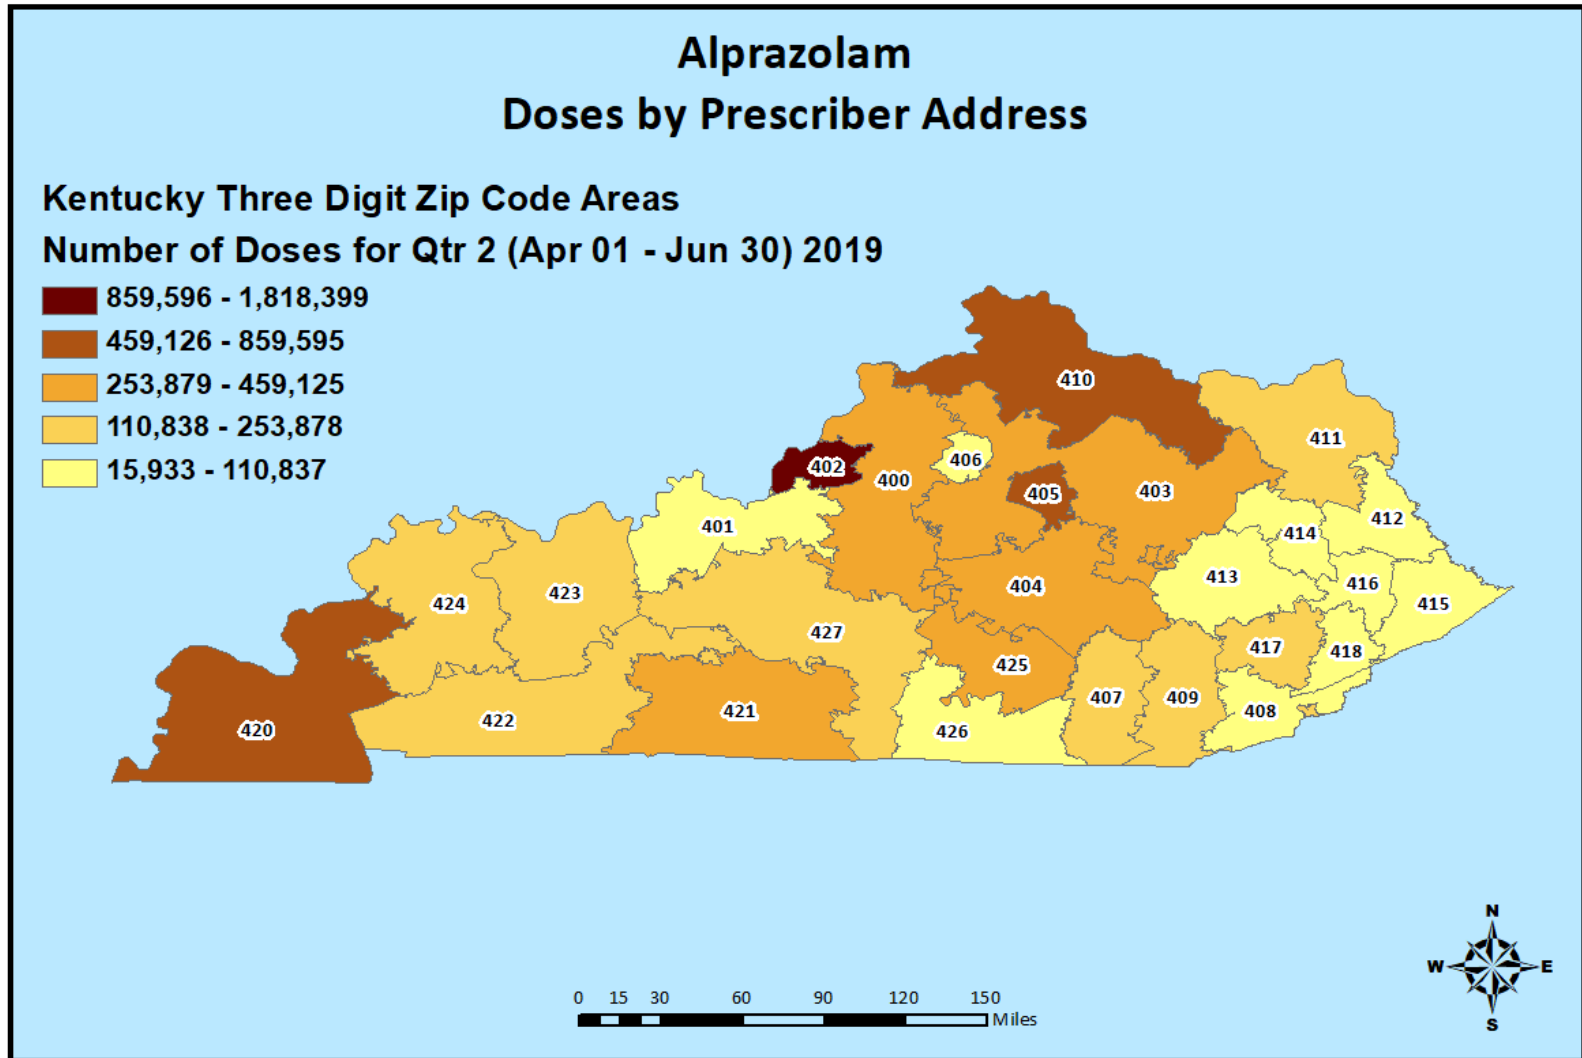 Alprazolam
Doses by Prescriber Address
Kentucky Three Digit Zip Code Areas
Number of Doses for Qtr 2 (Apr 01 - Jun 30) 2019
859,596 - 1,818,399
459,126 - 859,595
253,879 - 459,125
110,838 - 253,878
15,933 - 110,837
410
411
402
406
400
405
403
401
412
414
413
416
415
424
423
404
427
425
417
418
407
409
408
421
422
426
420
N
W E
S
0 15 30 60 90 120 150
Miles